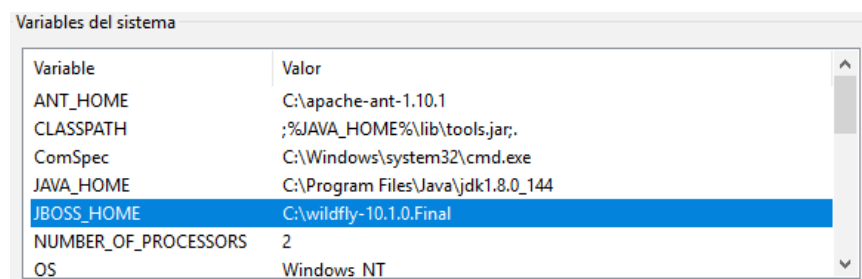 Variables del sistema
Variable Valor
ANT_HOME C:\apache-ant-1.10.1
CLASSPATH ;%JAVA_HOME%\lib\tools.jar;.
ComSpec C:\Windows\system32\cmd.exe
JAVA_HOME C:\Program Files\Java\jdk1.8.0_144
JBOSS_HOME C:\wildfly-10.1.0.Final
NUMBER_OF_PROCESSORS 2
OS Windows_NT